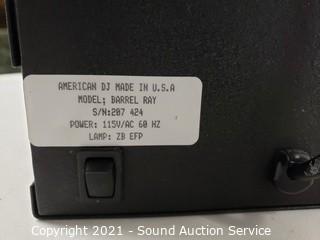 AMERICAN DJ MADE IN U.S.A
MODEL; BARREL RAY
S/N:207 424
POWER: 115V/AC 60 HZ
LAMP: ZB EFP
Copyright 2021 - Sound Auction Service